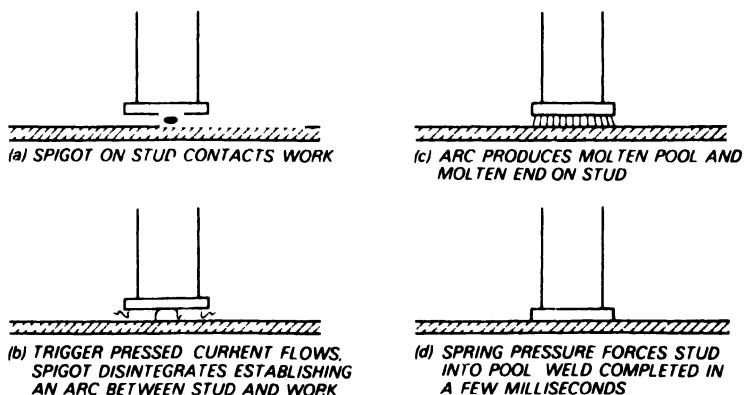 (a) SPIGOT ON STUD CONTACTS WORK
(b) TRIGGER PRESSED CURRENT FLOWS,
SPIGOT DISINTEGRATES ESTABLISHING
AN ARC BETWEEN STUD AND WORK
(c) ARC PRODUCES MOLTEN POOL AND
MOLTEN END ON STUD
(d) SPRING PRESSURE FORCES STUD
INTO POOL WELD COMPLETED IN
A FEW MILLISECONDS